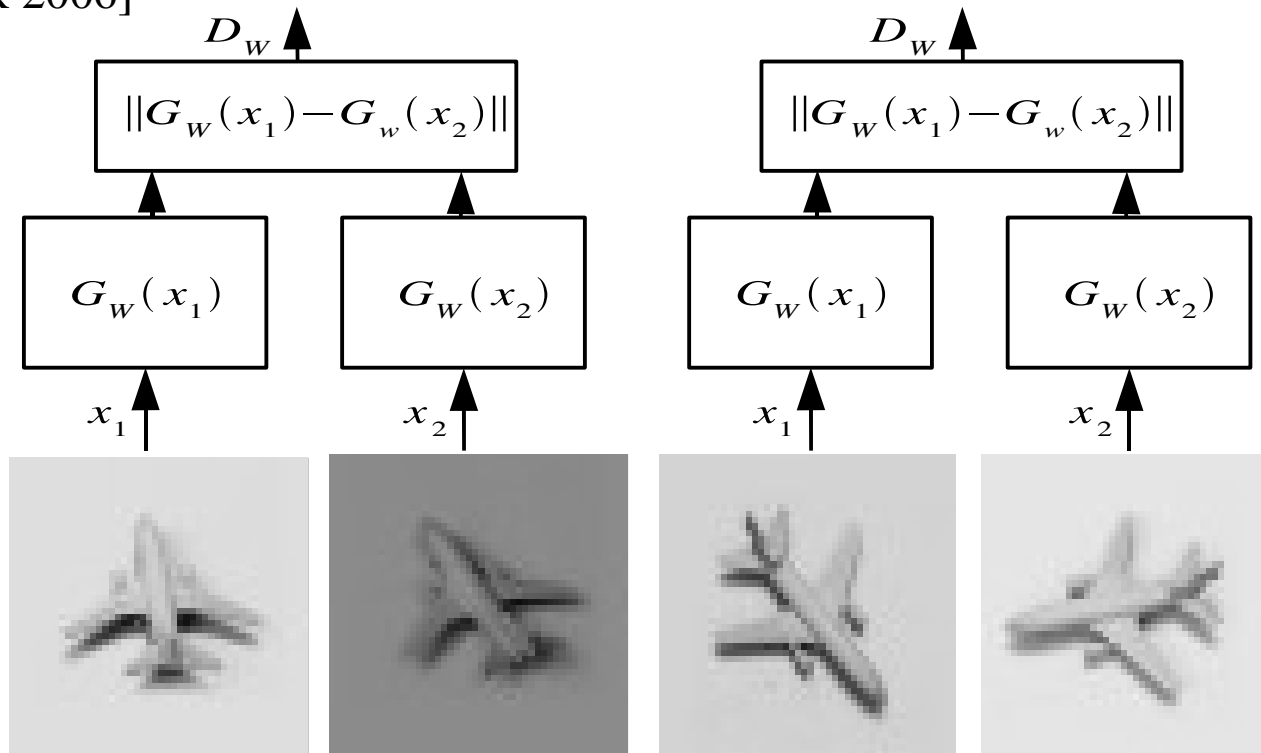 2006]
D_W D_W
||G_W(x_1)−G_w(x_2)|| ||G_W(x_1)−G_w(x_2)||
G_W(x_1) G_W(x_2) G_W(x_1) G_W(x_2)
x_1 x_2 x_1 x_2